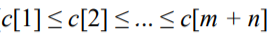 c[1] ≤ c[2] ≤ ... ≤ c[m + n]